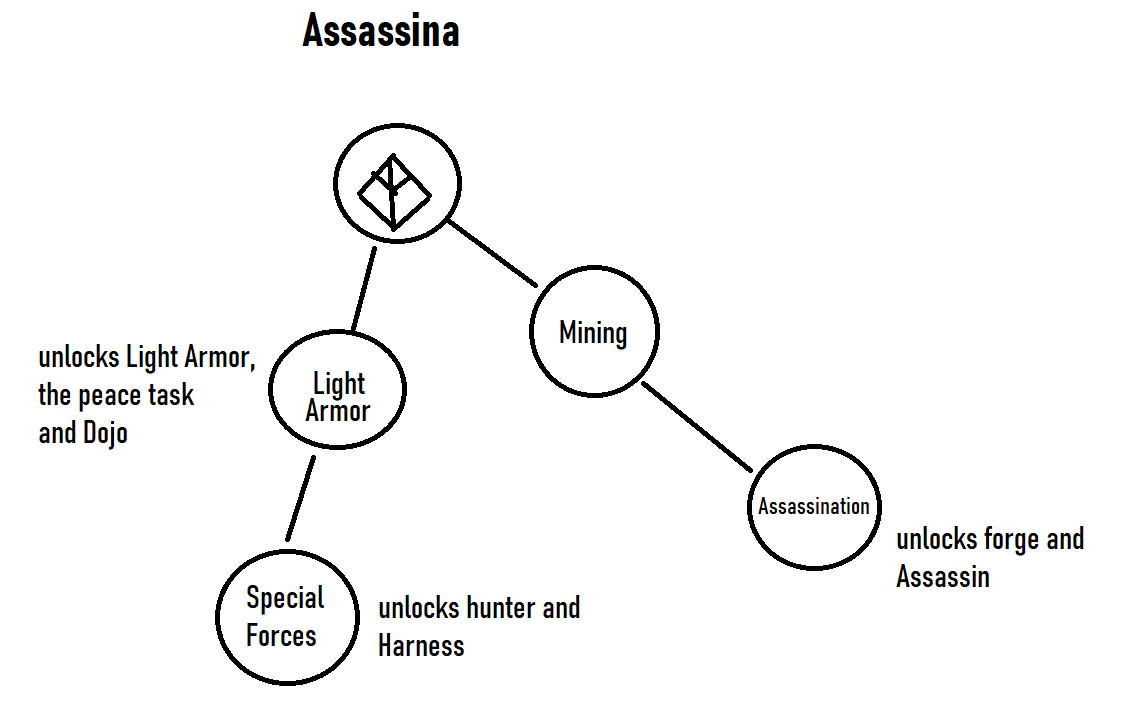 Assassina
Mining
unlocks Light Armor,
the peace task
and Dojo
Light
Armor
Assassination
unlocks forge and
Assassin
Special
Forces
unlocks hunter and
Harness